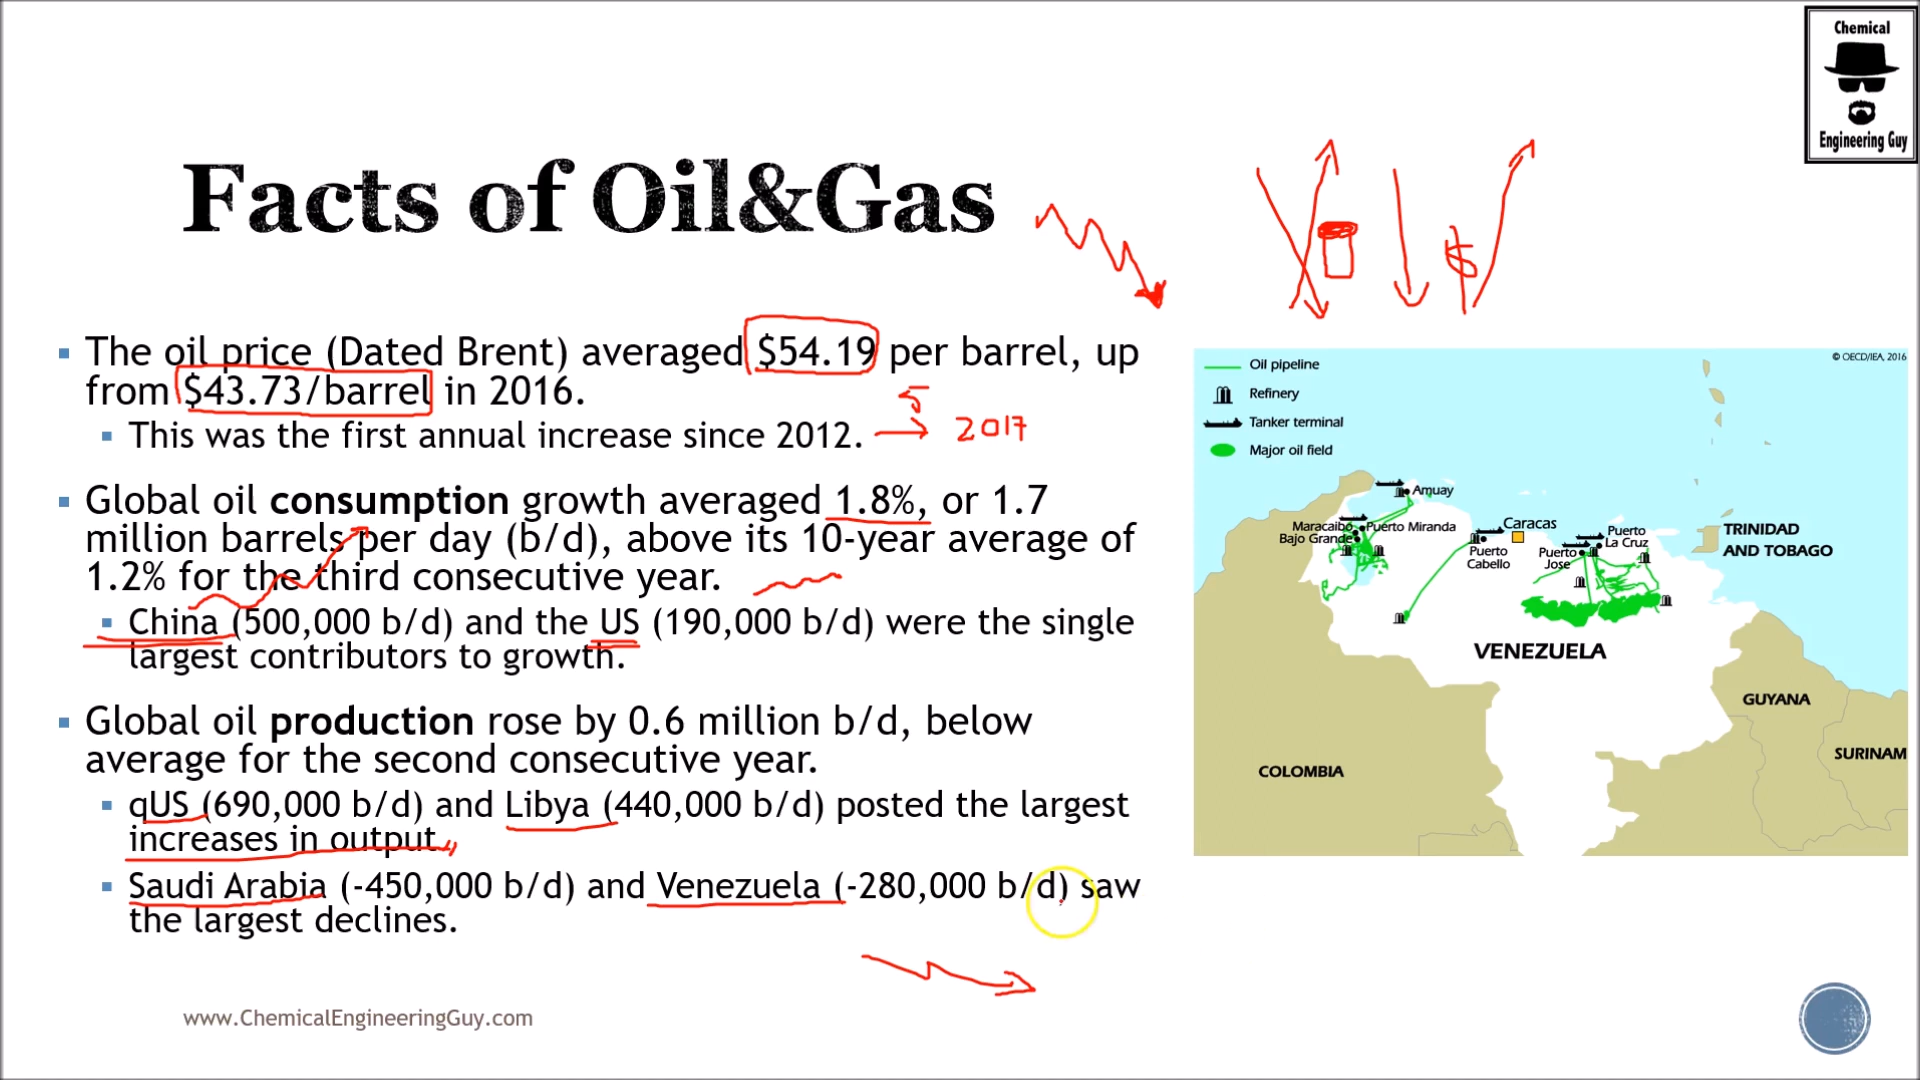 Chemical
Engineering Guy
Facts of Oil&Gas
$
▪ The oil price (Dated Brent) averaged $54.19 per barrel, up
from $43.73/barrel in 2016.
5
▪ This was the first annual increase since 2012. → 2017
▪ Global oil consumption growth averaged 1.8%, or 1.7
million barrels per day (b/d), above its 10-year average of
1.2% for the third consecutive year.
▪ China (500,000 b/d) and the US (190,000 b/d) were the single
largest contributors to growth.
▪ Global oil production rose by 0.6 million b/d, below
average for the second consecutive year.
▪ qUS (690,000 b/d) and Libya (440,000 b/d) posted the largest
increases in output.
▪ Saudi Arabia (-450,000 b/d) and Venezuela (-280,000 b/d) saw
the largest declines.
www.ChemicalEngineeringGuy.com
© OECD/IEA, 2016
Oil pipeline
Refinery
Tanker terminal
Major oil field
Amuay
Maracaibo
Puerto Miranda
Bajo Grande
Caracas
Puerto
Cabello
Puerto
La Cruz
Puerto
Jose
TRINIDAD
AND TOBAGO
VENEZUELA
GUYANA
SURINAM
COLOMBIA